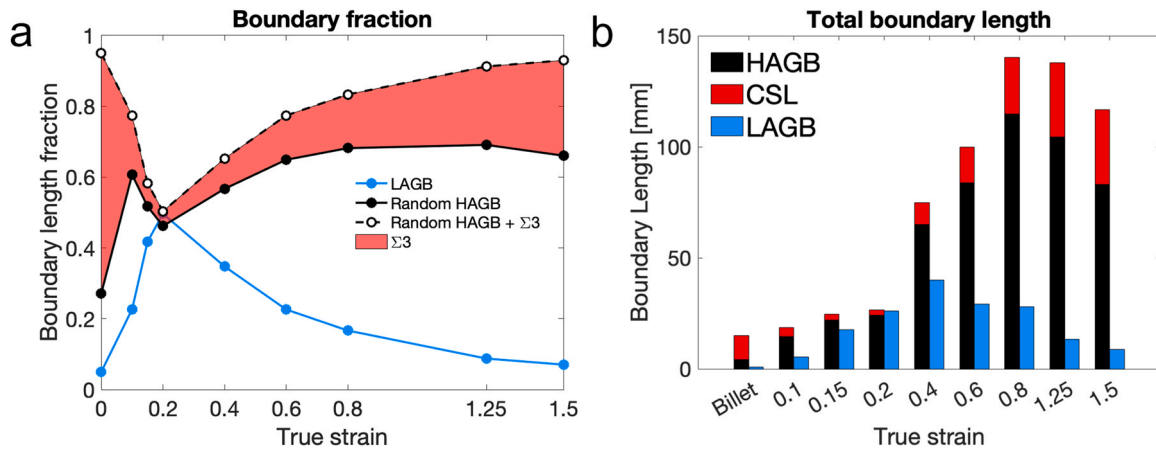 a
Boundary fraction
Boundary length fraction
1
0.8
0.6
0.4
0.2
0
LAGB
Random HAGB
Random HAGB + Σ3
Σ3
0 0.2 0.4 0.6 0.8 1.25 1.5
True strain
b
Total boundary length
Boundary Length [mm]
150
100
50
0
HAGB
CSL
LAGB
Billet 0.1 0.15 0.2 0.4 0.6 0.8 1.25 1.5
True strain